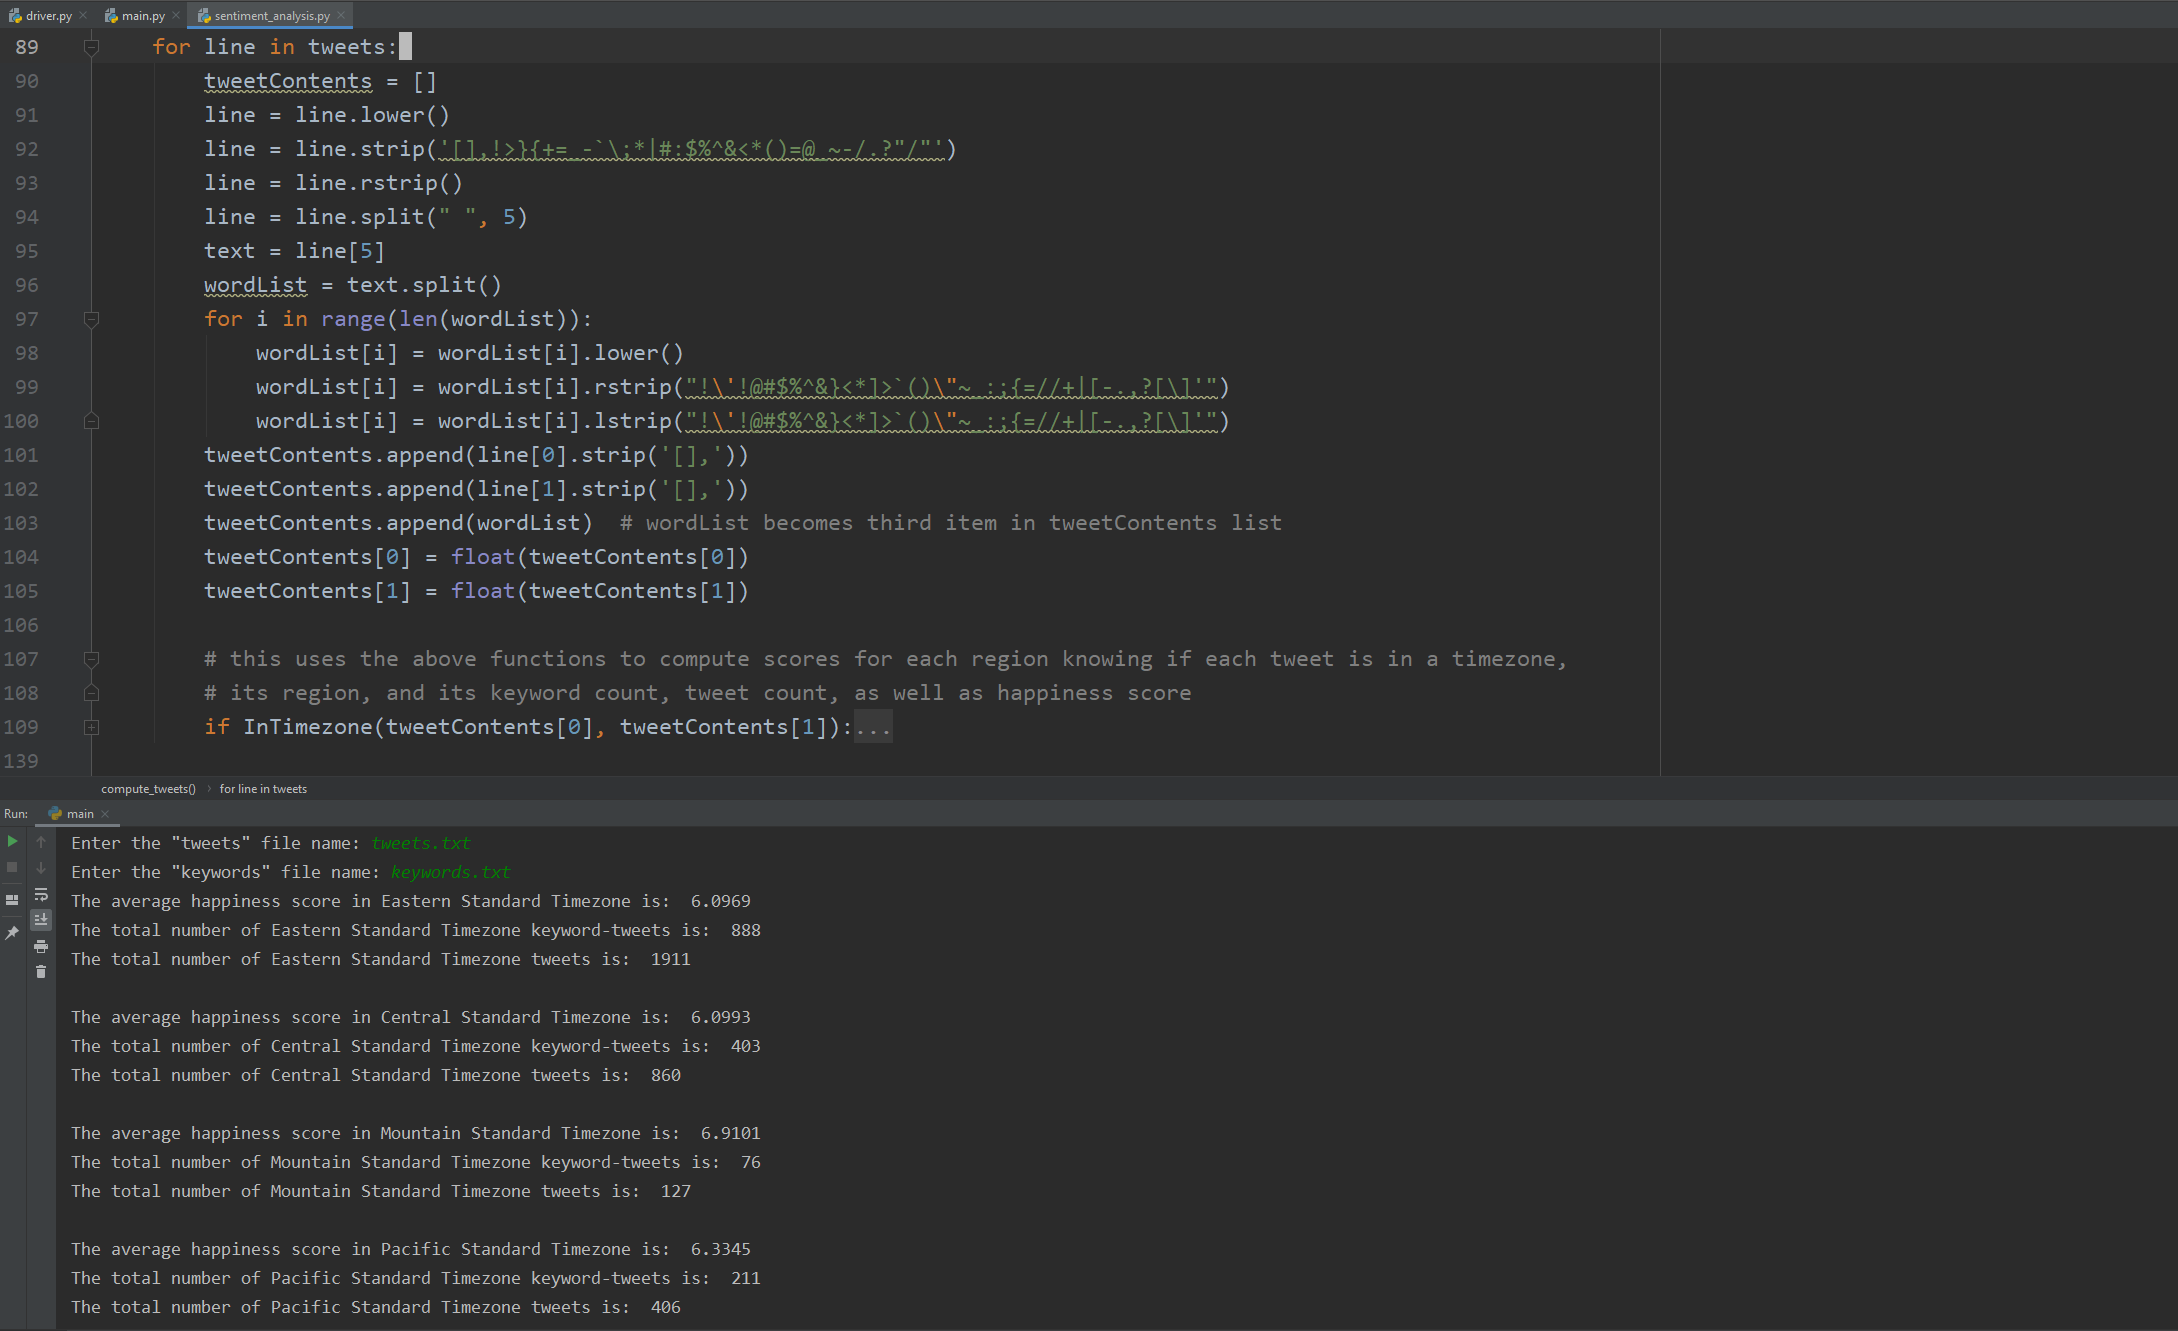 driver.py main.py sentiment_analysis.py
89 for line in tweets:
90 tweetContents = []
91 line = line.lower()
92 line = line.strip('[],!>}{+=_-`\;*|#:$%^&<*()=@_~-/.?"/"')
93 line = line.rstrip()
94 line = line.split(" ", 5)
95 text = line[5]
96 wordList = text.split()
97 for i in range(len(wordList)):
98 wordList[i] = wordList[i].lower()
99 wordList[i] = wordList[i].rstrip("!\'!@#$%^&}<*]>`()\"~_:;{=//+|[-.,?[\]'")
100 wordList[i] = wordList[i].lstrip("!\'!@#$%^&}<*]>`()\"~_:;{=//+|[-.,?[\]'")
101 tweetContents.append(line[0].strip('[],'))
102 tweetContents.append(line[1].strip('[],'))
103 tweetContents.append(wordList)  # wordList becomes third item in tweetContents list
104 tweetContents[0] = float(tweetContents[0])
105 tweetContents[1] = float(tweetContents[1])
106
107 # this uses the above functions to compute scores for each region knowing if each tweet is in a timezone,
108 # its region, and its keyword count, tweet count, as well as happiness score
109 if InTimezone(tweetContents[0], tweetContents[1]):...
139
compute_tweets() › for line in tweets
Run: main
Enter the "tweets" file name: tweets.txt
Enter the "keywords" file name: keywords.txt
The average happiness score in Eastern Standard Timezone is:  6.0969
The total number of Eastern Standard Timezone keyword-tweets is:  888
The total number of Eastern Standard Timezone tweets is:  1911
The average happiness score in Central Standard Timezone is:  6.0993
The total number of Central Standard Timezone keyword-tweets is:  403
The total number of Central Standard Timezone tweets is:  860
The average happiness score in Mountain Standard Timezone is:  6.9101
The total number of Mountain Standard Timezone keyword-tweets is:  76
The total number of Mountain Standard Timezone tweets is:  127
The average happiness score in Pacific Standard Timezone is:  6.3345
The total number of Pacific Standard Timezone keyword-tweets is:  211
The total number of Pacific Standard Timezone tweets is:  406